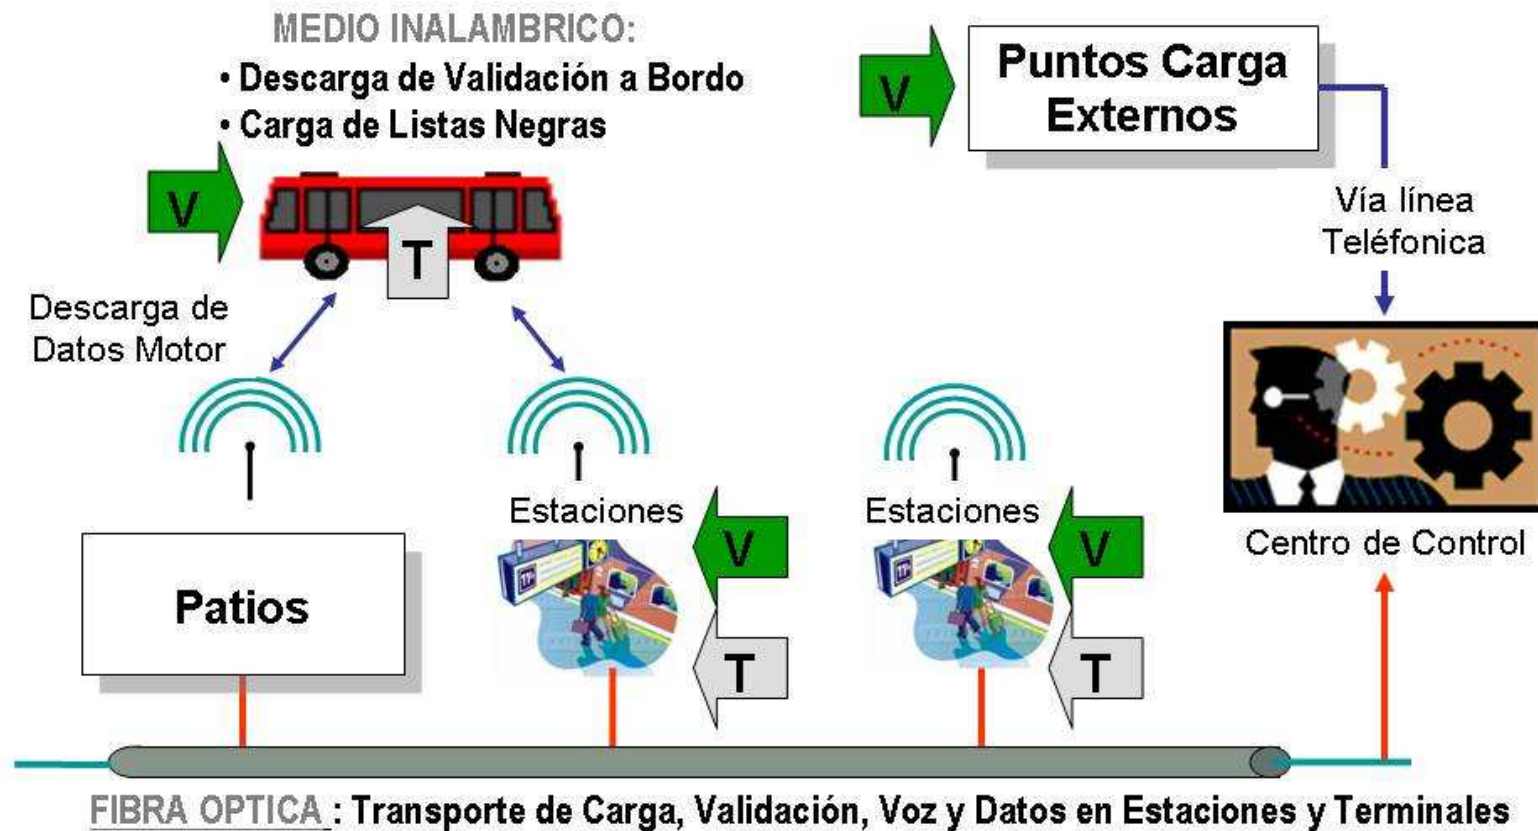 MEDIO INALAMBRICO:
• Descarga de Validación a Bordo
• Carga de Listas Negras
V
T
Descarga de
Datos Motor
V
Puntos Carga
Externos
Vía línea
Teléfonica
Centro de Control
Patios
Estaciones
V
T
Estaciones
V
T
FIBRA OPTICA : Transporte de Carga, Validación, Voz y Datos en Estaciones y Terminales